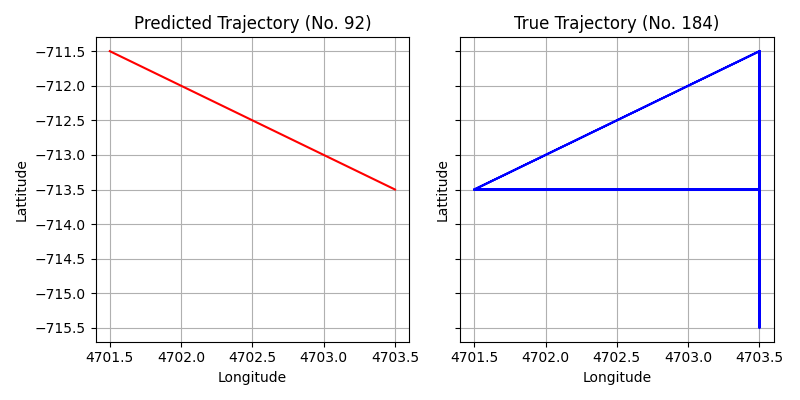 Predicted Trajectory (No. 92)
−711.5
−712.0
−712.5
−713.0
−713.5
−714.0
−714.5
−715.0
−715.5
Lattitude
4701.5 4702.0 4702.5 4703.0 4703.5
Longitude
True Trajectory (No. 184)
Lattitude
4701.5 4702.0 4702.5 4703.0 4703.5
Longitude